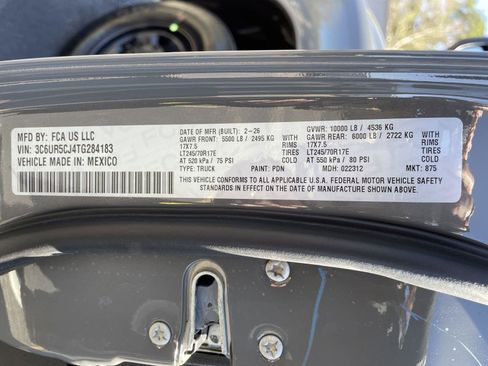 MFD BY: FCA US LLC
VIN: 3C6UR5CJ4TG284183
VEHICLE MADE IN: MEXICO
DATE OF MFR (BUILT): 2-26
GAWR FRONT: 5500 LB / 2495 KG
WITH
17X7.5 RIMS
LT245/70R17E TIRES
AT 520 kPa / 75 PSI
TYPE: TRUCK
PAINT: PDN
GVWR: 10000 LB / 4536 KG
GAWR REAR: 6000 LB / 2722 KG
WITH
17X7.5 RIMS
LT245/70R17E TIRES
AT 550 kPa / 80 PSI
MDH: 022312
MKT: 875
THIS VEHICLE CONFORMS TO ALL APPLICABLE U.S.A. FEDERAL MOTOR VEHICLE SAFETY
STANDARDS IN EFFECT ON THE DATE OF MANUFACTURE SHOWN ABOVE.